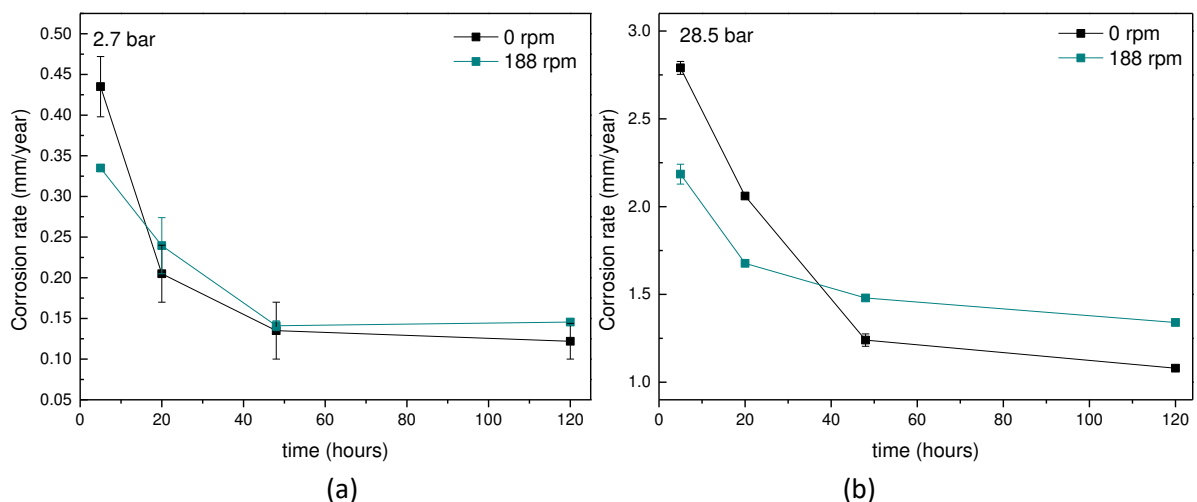 2.7 bar
0 rpm
188 rpm
0.50
0.45
0.40
0.35
0.30
0.25
0.20
0.15
0.10
0.05
Corrosion rate (mm/year)
0 20 40 60 80 100 120
time (hours)
(a)
28.5 bar
0 rpm
188 rpm
3.0
2.5
2.0
1.5
1.0
Corrosion rate (mm/year)
0 20 40 60 80 100 120
time (hours)
(b)